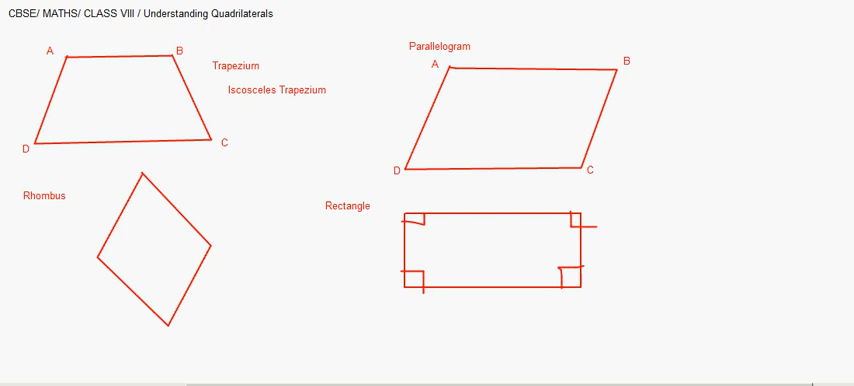 CBSE/ MATHS/ CLASS VIII / Understanding Quadrilaterals
A
B
Trapezium
Iscosceles Trapezium
D
C
Parallelogram
A
B
D
C
Rhombus
Rectangle